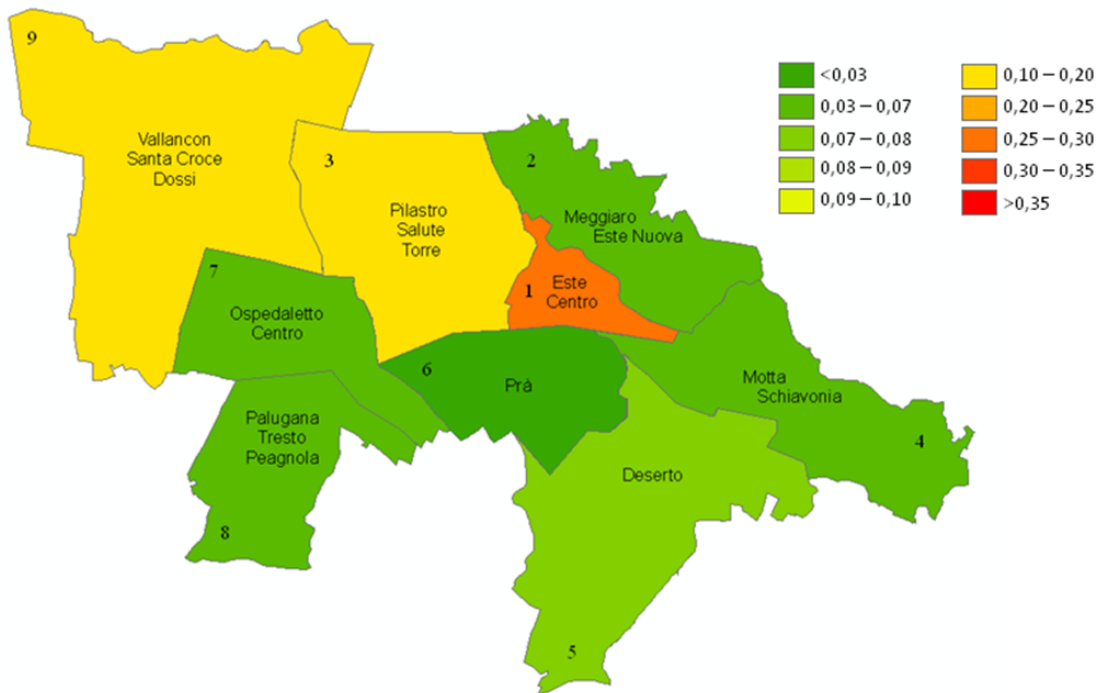 9
Vallancon
Santa Croce
Dossi
3
Pilastro
Salute
Torre
2
Meggiaro
Este Nuova
1
Este
Centro
7
Ospedaletto
Centro
6
Prà
Motta
Schiavonia
4
Palugana
Tresto
Peagnola
8
Deserto
5
<0,03
0,03 – 0,07
0,07 – 0,08
0,08 – 0,09
0,09 – 0,10
0,10 – 0,20
0,20 – 0,25
0,25 – 0,30
0,30 – 0,35
>0,35